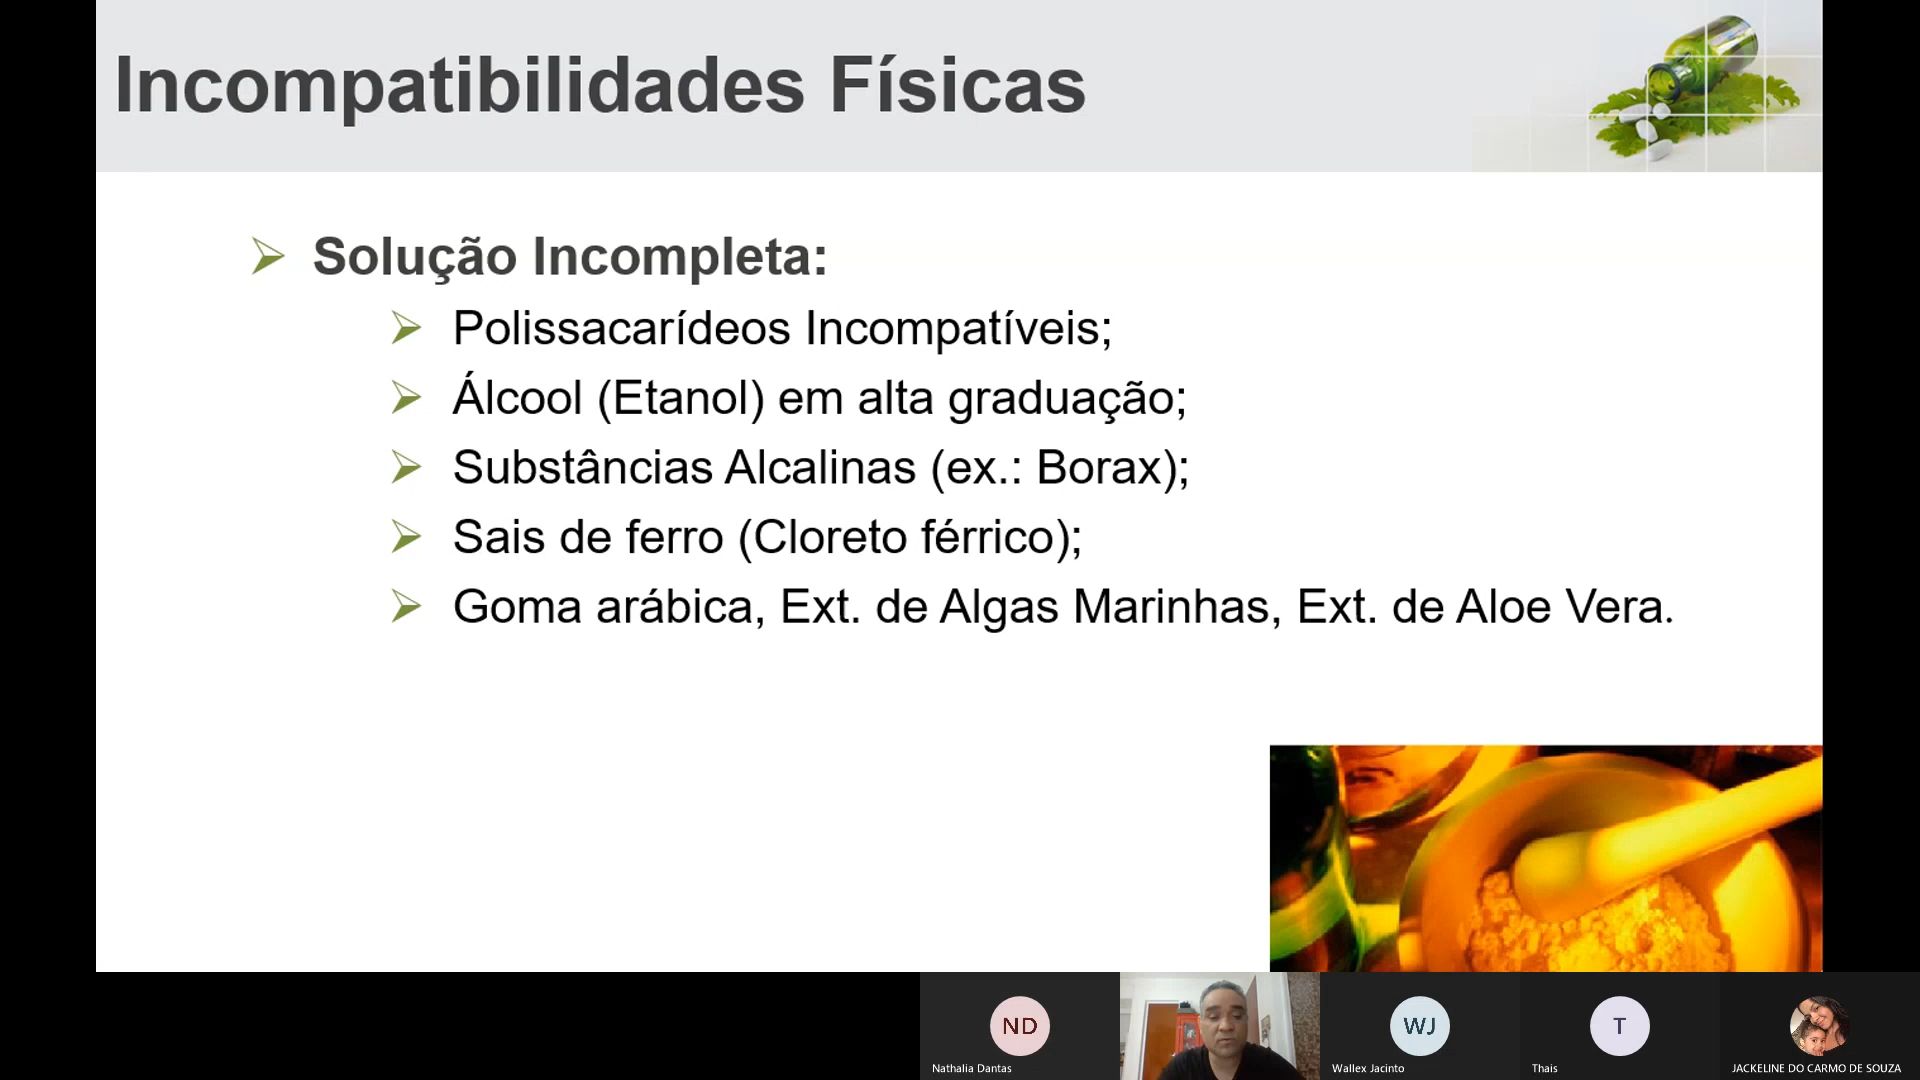 Incompatibilidades Físicas
Solução Incompleta:
Polissacarídeos Incompatíveis;
Álcool (Etanol) em alta graduação;
Substâncias Alcalinas (ex.: Borax);
Sais de ferro (Cloreto férrico);
Goma arábica, Ext. de Algas Marinhas, Ext. de Aloe Vera.
ND
WJ
T
Nathalia Dantas
Wallex Jacinto
Thais
JACKELINE DO CARMO DE SOUZA